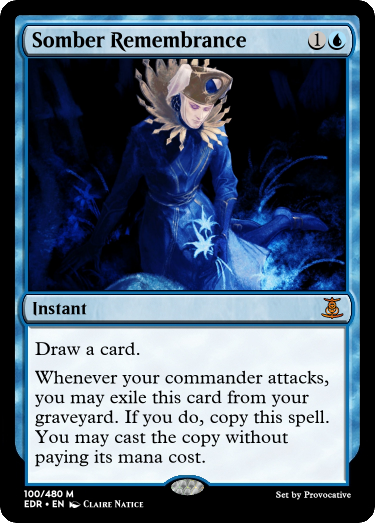 Somber Remembrance 1
Instant
Draw a card.
Whenever your commander attacks,
you may exile this card from your
graveyard. If you do, copy this spell.
You may cast the copy without
paying its mana cost.
100/480 M
EDR • EN Claire Natice
Set by Provocative